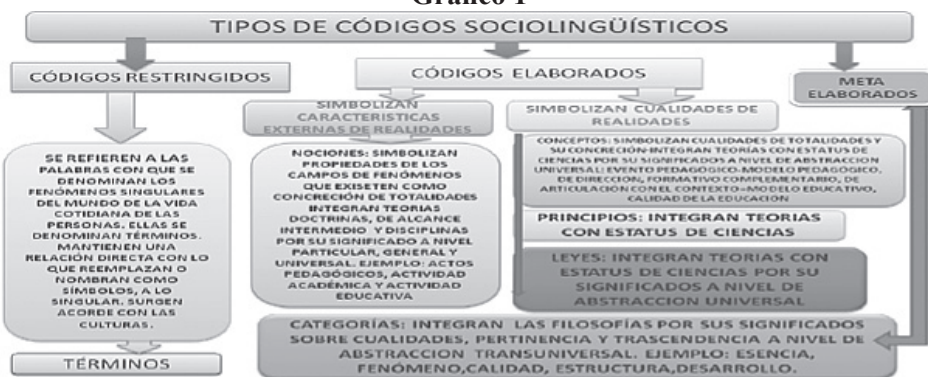 Gráfico 1
TIPOS DE CÓDIGOS SOCIOLINGÜÍSTICOS
CÓDIGOS RESTRINGIDOS
SE REFIEREN A LAS
PALABRAS CON QUE SE
DENOMINAN LOS
FENÓMENOS SINGULARES
DEL MUNDO DE LA VIDA
COTIDIANA DE LAS
PERSONAS. ELLAS SE
DENOMINAN TÉRMINOS.
MANTIENEN UNA
RELACIÓN DIRECTA CON LO
QUE REEMPLAZAN O
NOMBRAN COMO
SÍMBOLOS, A LO
SINGULAR. SURGEN
ACORDE CON LAS
CULTURAS.
TÉRMINOS
CÓDIGOS ELABORADOS
SIMBOLIZAN
CARACTERISTICAS
EXTERNAS DE REALIDADES
NOCIONES: SIMBOLIZAN
PROPIEDADES DE LOS
CAMPOS DE FENÓMENOS
QUE EXISETEN COMO
CONCRECIÓN DE TOTALIDADES
INTEGRAN TEORÍAS
DOCTRINAS, DE ALCANCE
INTERMEDIO Y DISCIPLINAS
POR SU SIGNIFICADO A NIVEL
PARTICULAR, GENERAL Y
UNIVERSAL. EJEMPLO: ACTOS
PEDAGÓGICOS, ACTIVIDAD
ACADÉMICA Y ACTIVIDAD
EDUCATIVA
SIMBOLIZAN CUALIDADES DE
REALIDADES
CONCEPTOS: SIMBOLIZAN CUALIDADES DE TOTALIDADES Y
SU CONCRECIÓN-INTEGRAN TEORÍAS CON ESTATUS DE
CIENCIAS POR SU SIGNIFICADO A NIVEL DE ABSTRACCION
UNIVERSAL: EVENTO PEDAGÓGICO-MODELO PEDAGÓGICO,
DE DIRECCIÓN, FORMATIVO COMPLEMENTARIO, DE
ARTICULACIÓN CON EL CONTEXTO-MODELO EDUCATIVO,
CALIDAD DE LA EDUCACIÓN
PRINCIPIOS: INTEGRAN TEORIAS
CON ESTATUS DE CIENCIAS
LEYES: INTEGRAN TEORÍAS CON
ESTATUS DE CIENCIAS POR SU
SIGNIFICADOS A NIVEL DE
ABSTRACCION UNIVERSAL
META
ELABORADOS
CATEGORÍAS: INTEGRAN LAS FILOSOFÍAS POR SUS SIGNIFICADOS
SOBRE CUALIDADES, PERTINENCIA Y TRASCENDENCIA A NIVEL DE
ABSTRACCION TRANSUNIVERSAL. EJEMPLO: ESENCIA,
FENÓMENO,CALIDAD, ESTRUCTURA,DESARROLLO.